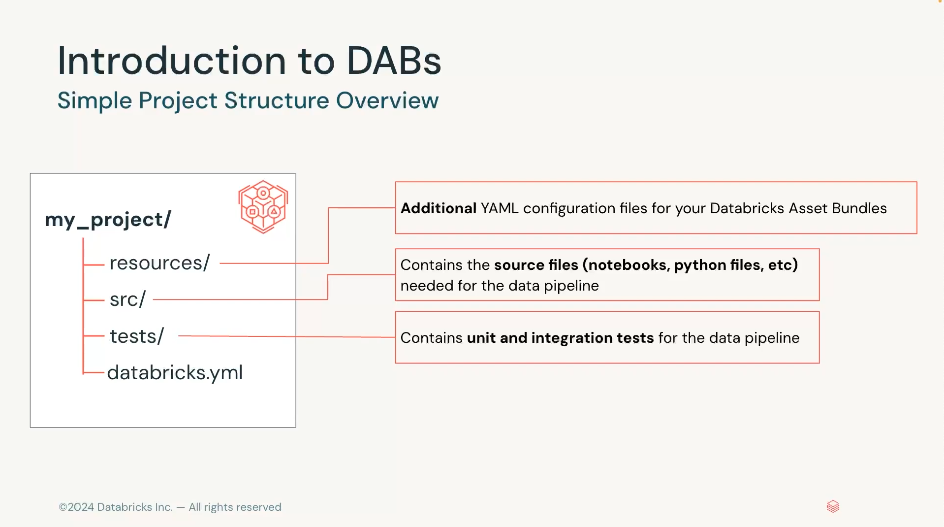 Introduction to DABs
Simple Project Structure Overview
my_project/
resources/
src/
tests/
databricks.yml
Additional YAML configuration files for your Databricks Asset Bundles
Contains the source files (notebooks, python files, etc)
needed for the data pipeline
Contains unit and integration tests for the data pipeline
©2024 Databricks Inc. — All rights reserved